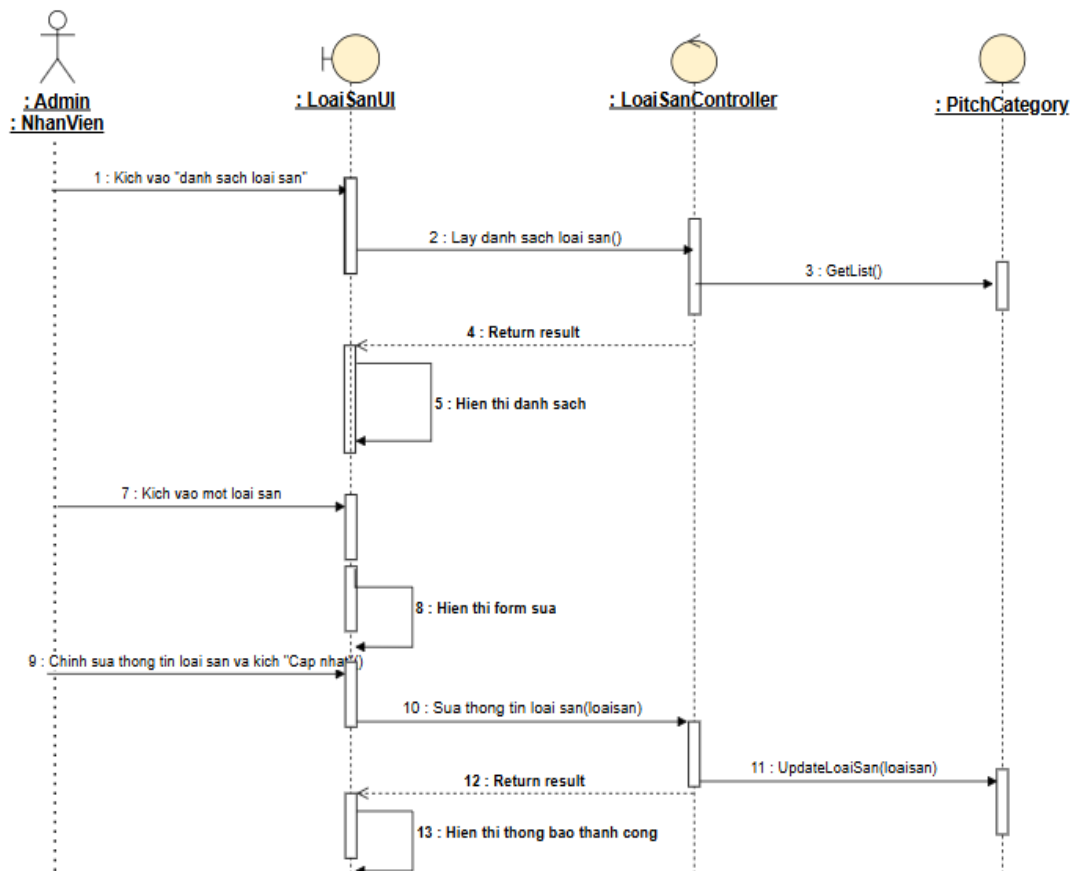 : Admin
: NhanVien
: LoaiSanUI
: LoaiSanController
: PitchCategory
1 : Kich vao "danh sach loai san"
2 : Lay danh sach loai san()
3 : GetList()
4 : Return result
5 : Hien thi danh sach
7 : Kich vao mot loai san
8 : Hien thi form sua
9 : Chinh sua thong tin loai san va kich "Cap nhat"()
10 : Sua thong tin loai san(loaisan)
11 : UpdateLoaiSan(loaisan)
12 : Return result
13 : Hien thi thong bao thanh cong